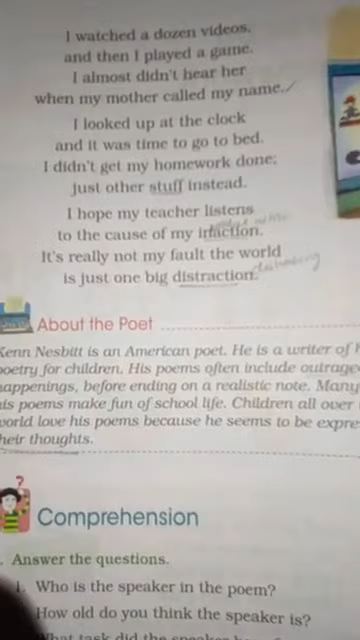 I watched a dozen videos,
and then I played a game.
I almost didn't hear her
when my mother called my name.
I looked up at the clock
and it was time to go to bed.
I didn't get my homework done;
just other stuff instead.
I hope my teacher listens
to the cause of my infaction.
It's really not my fault the world
is just one big distraction.
About the Poet
Kenn Nesbitt is an American poet. He is a writer of
poetry for children. His poems often include outrage
happenings, before ending on a realistic note. Many
his poems make fun of school life. Children all over
world love his poems because he seems to be expre
their thoughts.
?
Comprehension
Answer the questions.
1. Who is the speaker in the poem?
How old do you think the speaker is?
What task did the speaker